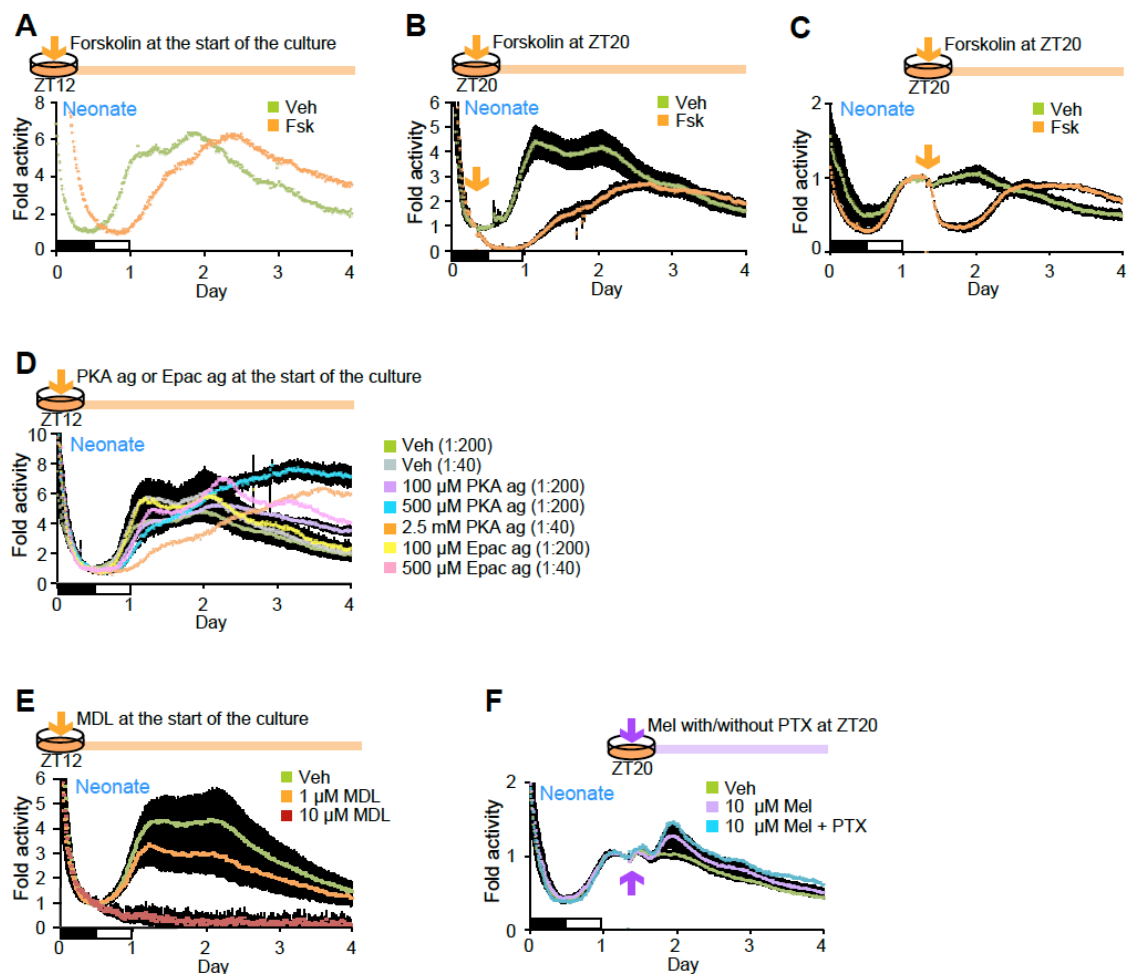 A
Forskolin at the start of the culture
ZT12
Neonate
Veh
Fsk
Fold activity
8
6
4
2
0
0 1 2 3 4
Day
B
Forskolin at ZT20
ZT20
Neonate
Veh
Fsk
Fold activity
6
5
4
3
2
1
0
0 1 2 3 4
Day
C
Forskolin at ZT20
ZT20
Neonate
Veh
Fsk
Fold activity
2
1
0
0 1 2 3 4
Day
D
PKA ag or Epac ag at the start of the culture
ZT12
Neonate
Fold activity
10
8
6
4
2
0
0 1 2 3 4
Day
Veh (1:200)
Veh (1:40)
100 µM PKA ag (1:200)
500 µM PKA ag (1:200)
2.5 mM PKA ag (1:40)
100 µM Epac ag (1:200)
500 µM Epac ag (1:40)
E
MDL at the start of the culture
ZT12
Neonate
Veh
1 µM MDL
10 µM MDL
Fold activity
6
5
4
3
2
1
0
0 1 2 3 4
Day
F
Mel with/without PTX at ZT20
ZT20
Neonate
Veh
10 µM Mel
10 µM Mel + PTX
Fold activity
2
1
0
0 1 2 3 4
Day